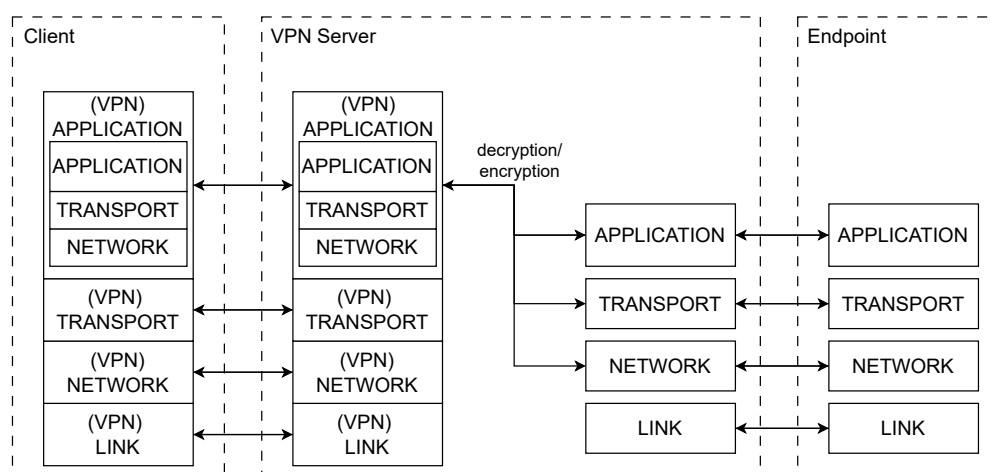 Client
(VPN)
APPLICATION
APPLICATION
TRANSPORT
NETWORK
(VPN)
TRANSPORT
(VPN)
NETWORK
(VPN)
LINK
VPN Server
(VPN)
APPLICATION
APPLICATION
TRANSPORT
NETWORK
(VPN)
TRANSPORT
(VPN)
NETWORK
(VPN)
LINK
decryption/
encryption
APPLICATION
TRANSPORT
NETWORK
LINK
Endpoint
APPLICATION
TRANSPORT
NETWORK
LINK